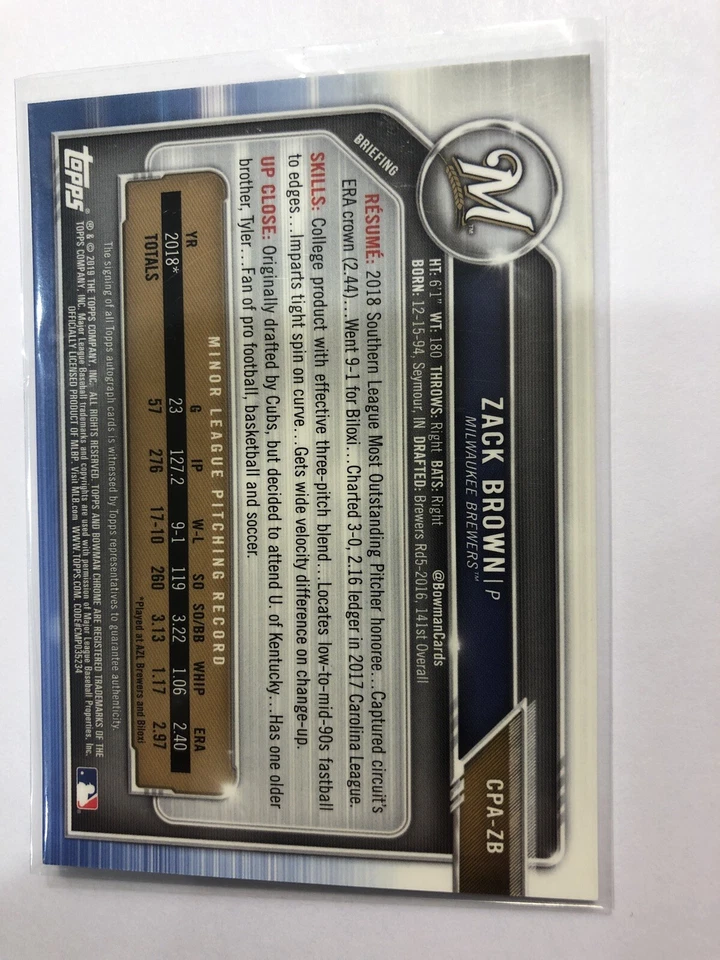 ZACK BROWN | P
MILWAUKEE BREWERS™
CPA-ZB
M™
BRIEFING
HT: 6'1" WT: 180 THROWS: Right BATS: Right @BowmanCards
BORN: 12-15-94, Seymour, IN DRAFTED: Brewers Rd5–2016, 141st Overall
RÉSUMÉ: 2018 Southern League Most Outstanding Pitcher honoree...Captured circuit's
ERA crown (2.44)...Went 9-1 for Biloxi...Charted 3-0, 2.16 ledger in 2017 Carolina League.
SKILLS: College product with effective three-pitch blend...Locates low-to-mid-90s fastball
to edges...Imparts tight spin on curve...Gets wide velocity difference on change-up.
UP CLOSE: Originally drafted by Cubs, but decided to attend U. of Kentucky...Has one older
brother, Tyler...Fan of pro football, basketball and soccer.
MINOR LEAGUE PITCHING RECORD
YR G IP W-L SO SO/BB WHIP ERA
2018* 23 127.2 9-1 119 3.22 1.06 2.40
TOTALS 57 276 17-10 260 3.13 1.17 2.97
*Played at AZL Brewers and Biloxi
The signing of all Topps autograph cards is witnessed by Topps representatives to guarantee authenticity.
topps®
® & © 2019 THE TOPPS COMPANY, INC. ALL RIGHTS RESERVED. TOPPS AND BOWMAN CHROME ARE REGISTERED TRADEMARKS OF THE
TOPPS COMPANY, INC. Major League Baseball trademarks and copyrights are used with permission of Major League Baseball Properties, Inc.
OFFICIALLY LICENSED PRODUCT OF MLBP. Visit MLB.com WWW.TOPPS.COM CODE#CMP035234